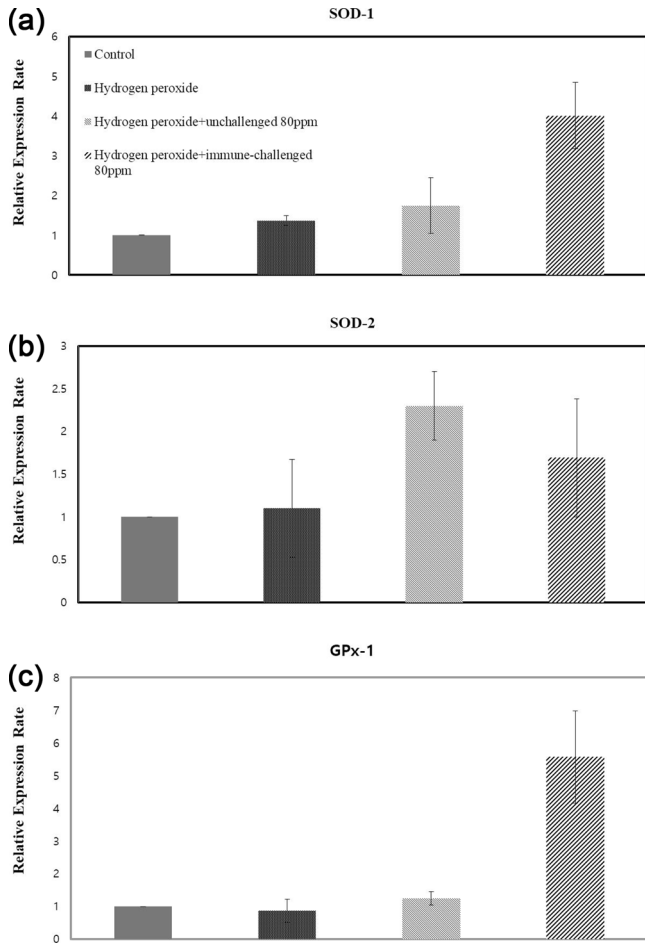 (a)
SOD-1
Relative Expression Rate
6
5
4
3
2
1
0
Control
Hydrogen peroxide
Hydrogen peroxide+unchallenged 80ppm
Hydrogen peroxide+immune-challenged
80ppm
(b)
SOD-2
Relative Expression Rate
3
2.5
2
1.5
1
0.5
0
(c)
GPx-1
Relative Expression Rate
8
7
6
5
4
3
2
1
0